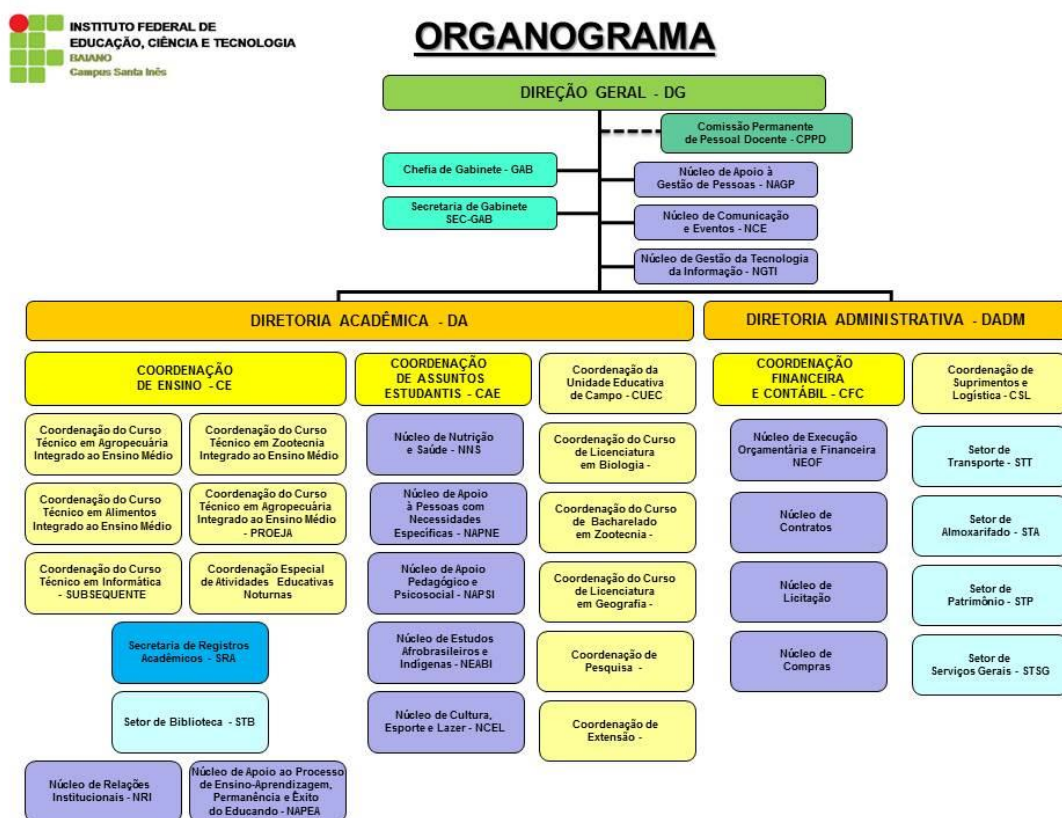 INSTITUTO FEDERAL DE
EDUCAÇÃO, CIÊNCIA E TECNOLOGIA
BAIANO
Campus Santa Inês
ORGANOGRAMA
DIREÇÃO GERAL - DG
Comissão Permanente
de Pessoal Docente - CPPD
Chefia de Gabinete - GAB
Núcleo de Apoio à
Gestão de Pessoas - NAGP
Secretaria de Gabinete
SEC-GAB
Núcleo de Comunicação
e Eventos - NCE
Núcleo de Gestão da Tecnologia
da Informação - NGTI
DIRETORIA ACADÊMICA - DA
DIRETORIA ADMINISTRATIVA - DADM
COORDENAÇÃO
DE ENSINO - CE
Coordenação do Curso
Técnico em Agropecuária
Integrado ao Ensino Médio
Coordenação do Curso
Técnico em Zootecnia
Integrado ao Ensino Médio
Coordenação do Curso
Técnico em Alimentos
Integrado ao Ensino Médio
Coordenação do Curso
Técnico em Agropecuária
Integrado ao Ensino Médio
- PROEJA
Coordenação do Curso
Técnico em Informática
- SUBSEQUENTE
Coordenação Especial
de Atividades Educativas
Noturnas
Secretaria de Registros
Acadêmicos - SRA
Setor de Biblioteca - STB
Núcleo de Relações
Institucionais - NRI
Núcleo de Apoio ao Processo
de Ensino-Aprendizagem,
Permanência e Êxito
do Educando - NAPEA
COORDENAÇÃO
DE ASSUNTOS
ESTUDANTIS - CAE
Núcleo de Nutrição
e Saúde - NNS
Núcleo de Apoio
à Pessoas com
Necessidades
Específicas - NAPNE
Núcleo de Apoio
Pedagógico e
Psicosocial - NAPSI
Núcleo de Estudos
Afrobrasileiros e
Indígenas - NEABI
Núcleo de Cultura,
Esporte e Lazer - NCEL
Coordenação da
Unidade Educativa
de Campo - CUEC
Coordenação do Curso
de Licenciatura
em Biologia -
Coordenação do Curso
de Bacharelado
em Zootecnia -
Coordenação do Curso
de Licenciatura
em Geografia -
Coordenação de
Pesquisa -
Coordenação de
Extensão -
COORDENAÇÃO
FINANCEIRA
E CONTÁBIL - CFC
Núcleo de Execução
Orçamentária e Financeira
NEOF
Núcleo de
Contratos
Núcleo de
Licitação
Núcleo de
Compras
Coordenação de
Suprimentos e
Logística - CSL
Setor de
Transporte - STT
Setor de
Almoxarifado - STA
Setor de
Patrimônio - STP
Setor de
Serviços Gerais - STSG